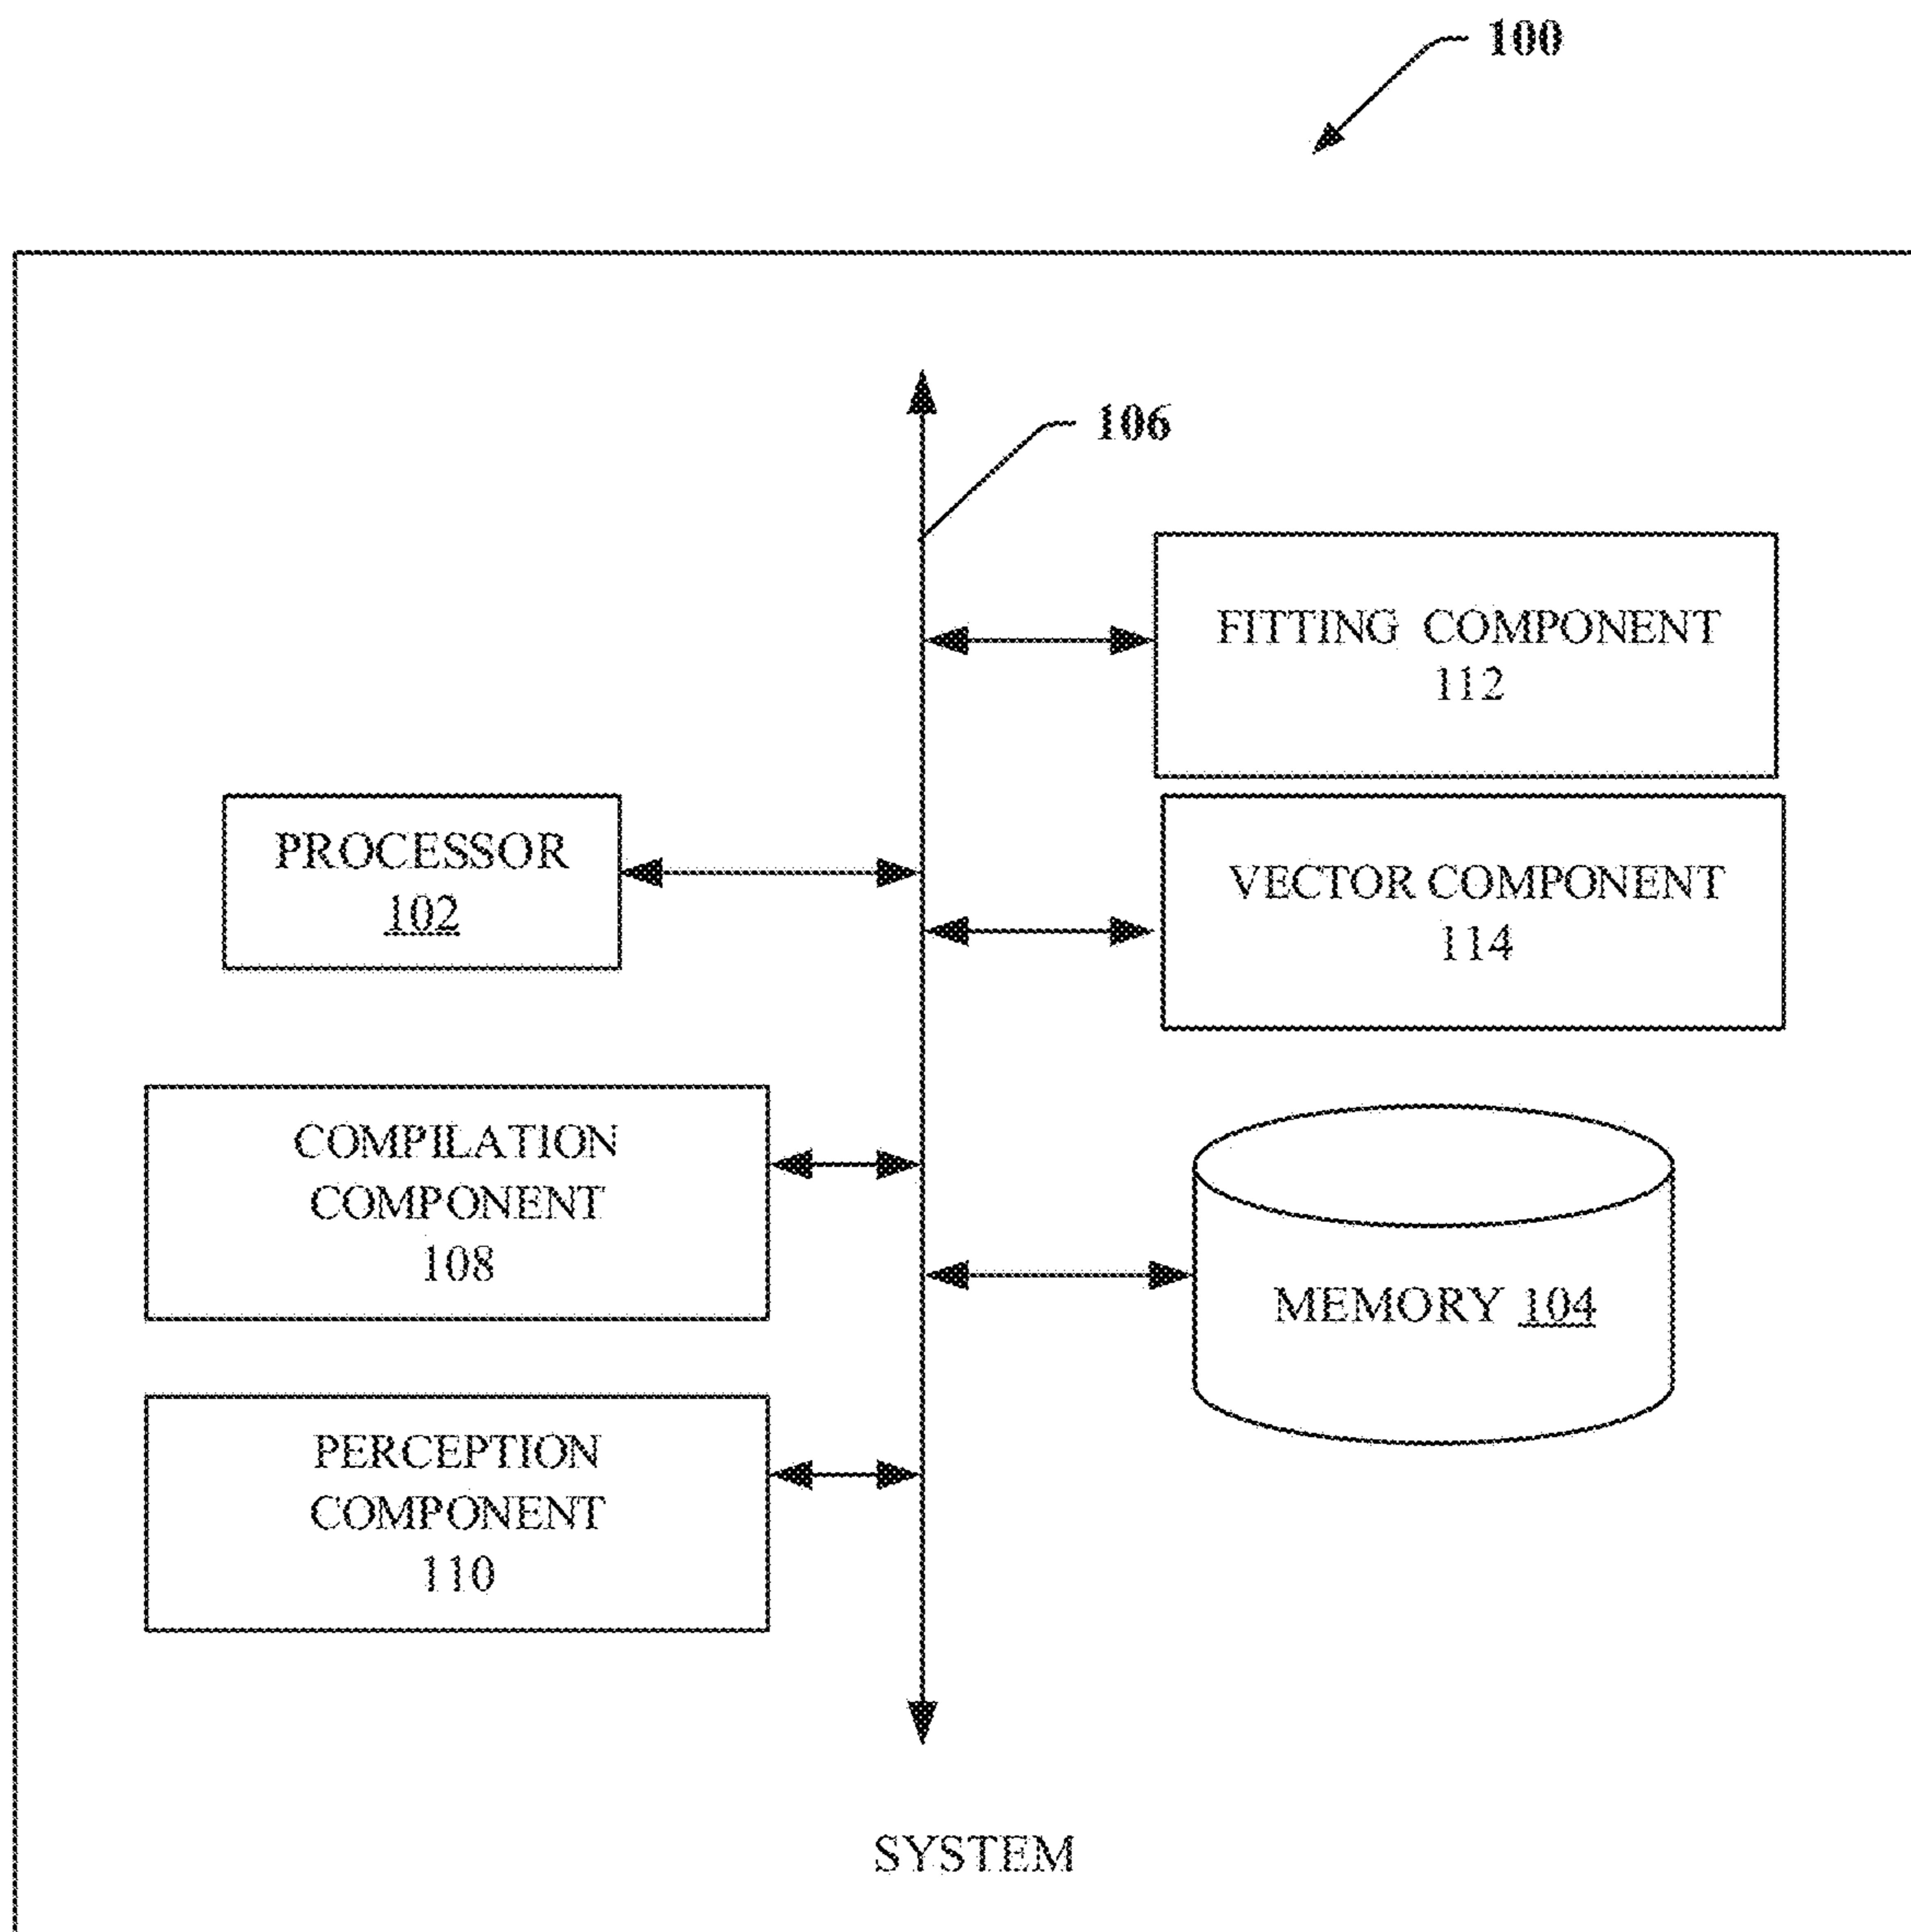 100
106
FITTING COMPONENT
112
PROCESSOR
102
VECTOR COMPONENT
114
COMPILATION
COMPONENT
108
MEMORY 104
PERCEPTION
COMPONENT
110
SYSTEM